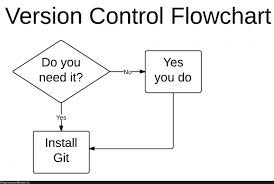 Version Control Flowchart
Do you
need it?
No
Yes
you do
Yes
Install
Git